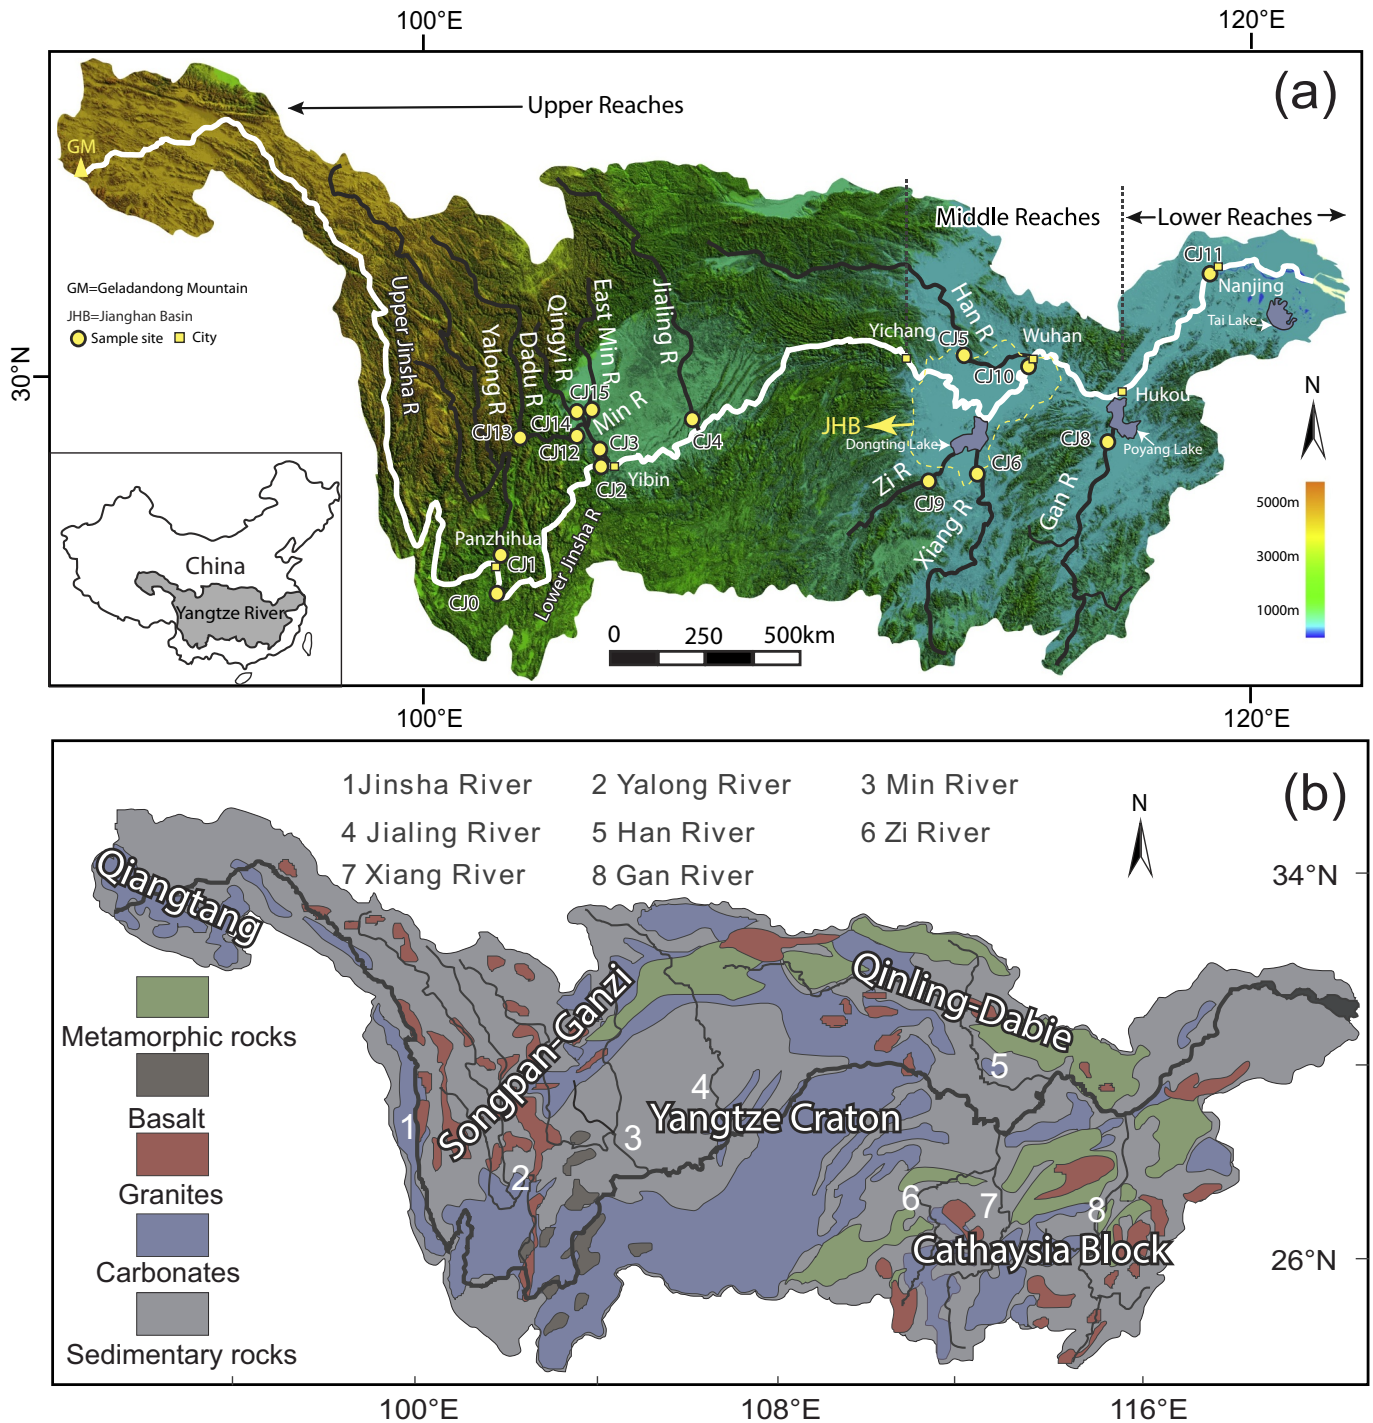 100°E
120°E
(a)
Upper Reaches
GM
Middle Reaches
Lower Reaches
CJ11
Nanjing
Tai Lake
GM=Geladandong Mountain
JHB=Jianghan Basin
Sample site
City
30°N
Upper Jinsha R
Yalong R
Dadu R
Qingyi R
East Min R
Jialing R
Min R
Han R
Yichang
Wuhan
CJ5
CJ10
Hukou
N
CJ15
CJ14
CJ13
CJ12
CJ3
CJ4
CJ2
Yibin
JHB
Dongting Lake
CJ8
Poyang Lake
CJ6
Zi R
CJ9
Xiang R
Gan R
5000m
3000m
1000m
Panzhihua
CJ1
CJ0
Lower Jinsha R
China
Yangtze River
0
250
500km
100°E
120°E
1Jinsha River
2 Yalong River
3 Min River
(b)
4 Jialing River
5 Han River
6 Zi River
7 Xiang River
8 Gan River
N
34°N
Qiangtang
Songpan-Ganzi
Qinling-Dabie
Yangtze Craton
Cathaysia Block
1
2
3
4
5
6
7
8
Metamorphic rocks
Basalt
Granites
Carbonates
Sedimentary rocks
26°N
100°E
108°E
116°E